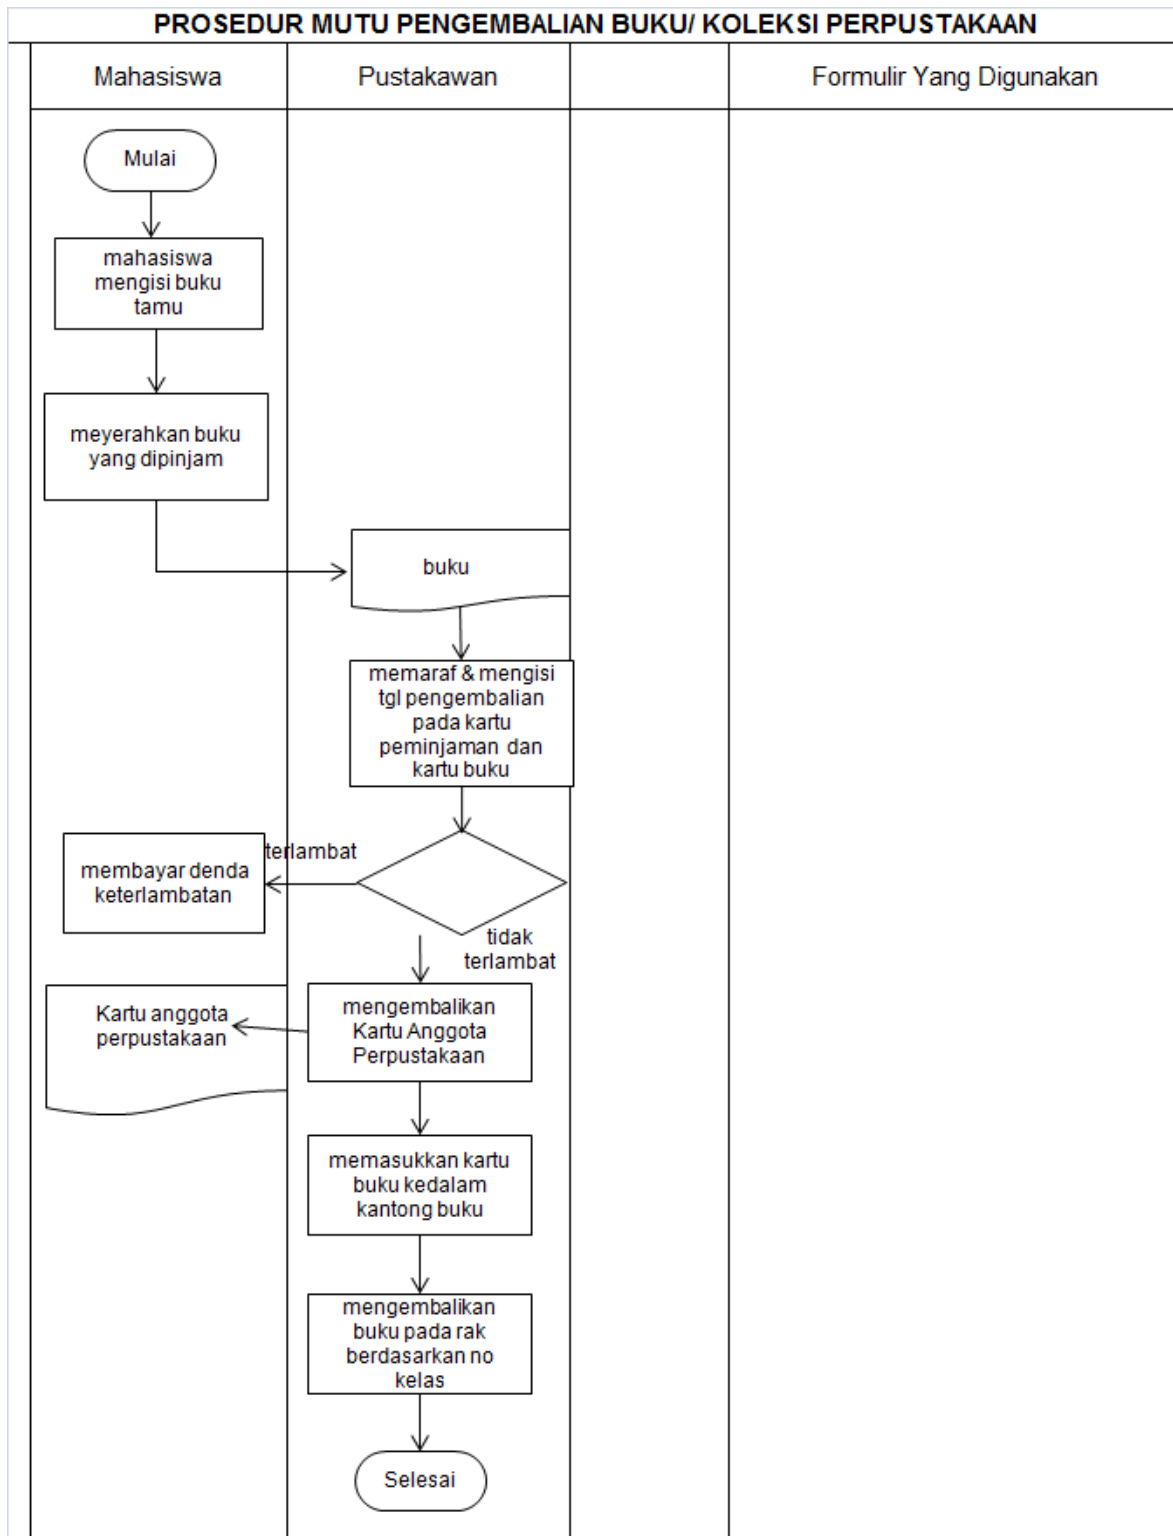 PROSEDUR MUTU PENGEMBALIAN BUKU/ KOLEKSI PERPUSTAKAAN
Mahasiswa
Pustakawan
Formulir Yang Digunakan
Mulai
mahasiswa
mengisi buku
tamu
meyerahkan buku
yang dipinjam
buku
memaraf & mengisi
tgl pengembalian
pada kartu
peminjaman dan
kartu buku
terlambat
membayar denda
keterlambatan
tidak
terlambat
mengembalikan
Kartu Anggota
Perpustakaan
Kartu anggota
perpustakaan
memasukkan kartu
buku kedalam
kantong buku
mengembalikan
buku pada rak
berdasarkan no
kelas
Selesai